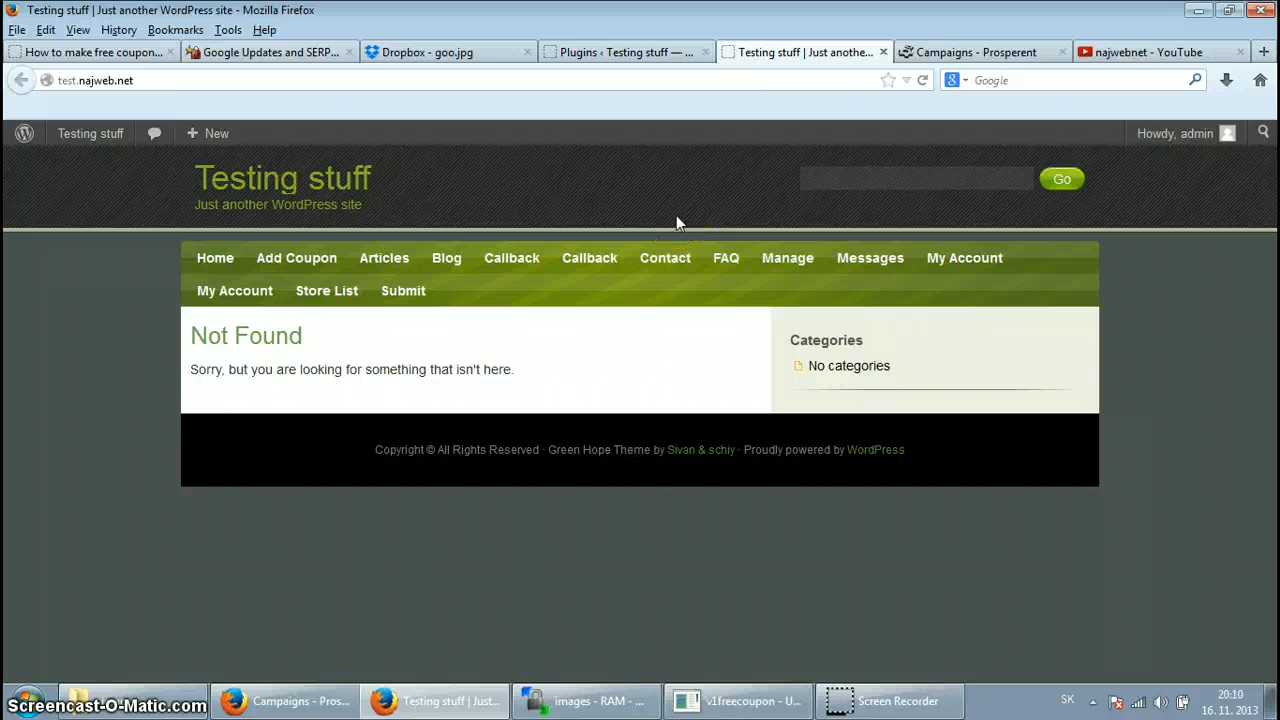 Testing stuff | Just another WordPress site - Mozilla Firefox
File Edit View History Bookmarks Tools Help
How to make free coupon... Google Updates and SERP... Dropbox - goo.jpg Plugins ‹ Testing stuff — ... Testing stuff | Just anothe... Campaigns - Prosperent najwebnet - YouTube
test.najweb.net Google
Testing stuff New Howdy, admin
Testing stuff
Go
Just another WordPress site
Home Add Coupon Articles Blog Callback Callback Contact FAQ Manage Messages My Account
My Account Store List Submit
Not Found
Categories
No categories
Sorry, but you are looking for something that isn't here.
Copyright © All Rights Reserved · Green Hope Theme by Sivan & schiy · Proudly powered by WordPress
Campaigns - Pros... Testing stuff | Just... images - RAM - ... v1freecoupon - U... Screen Recorder SK 20:10
Screencast-O-Matic.com 16. 11. 2013